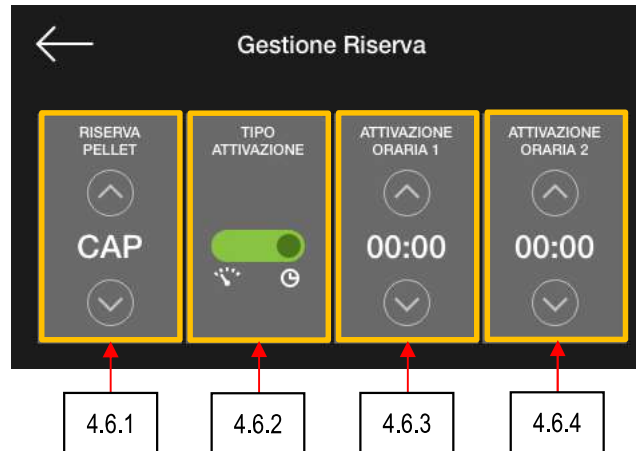 Gestione Riserva
RISERVA
PELLET
TIPO
ATTIVAZIONE
ATTIVAZIONE
ORARIA 1
ATTIVAZIONE
ORARIA 2
CAP
00:00
00:00
4.6.1
4.6.2
4.6.3
4.6.4